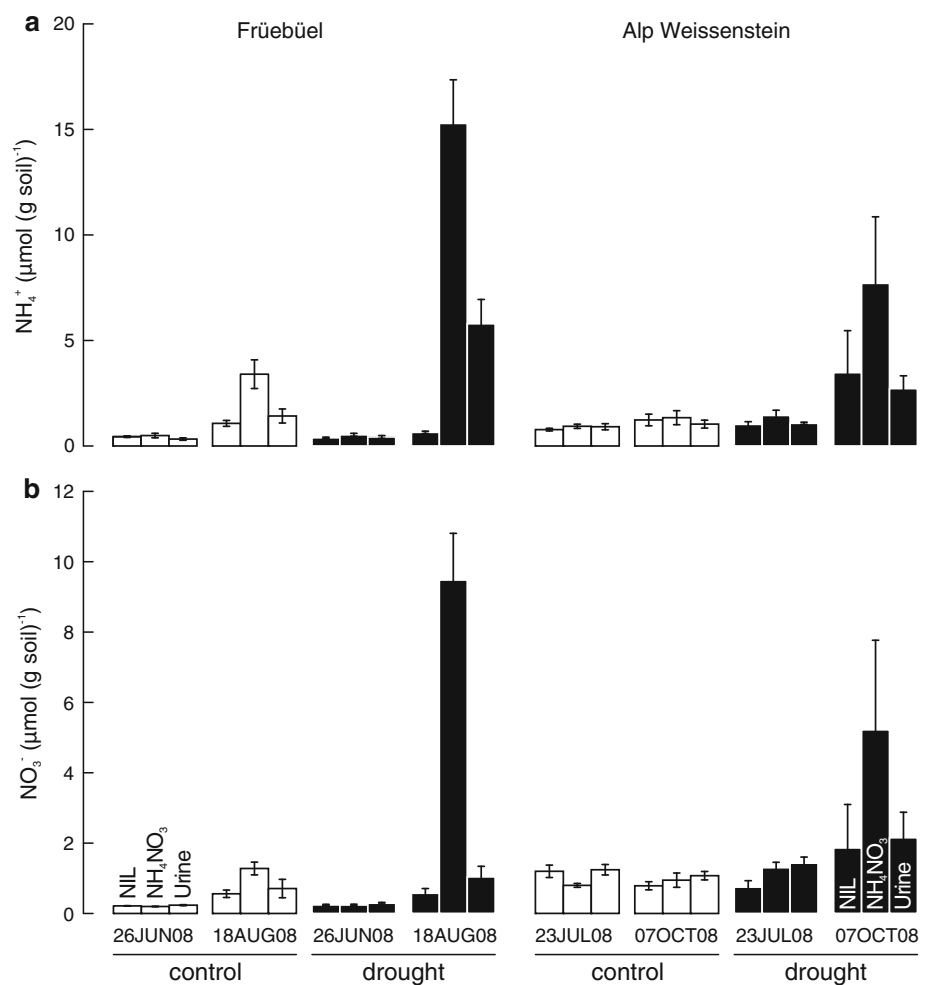 a
Früebüel
Alp Weissenstein
20
15
10
5
0
NH₄⁺ (µmol (g soil)⁻¹)
b
12
10
8
6
4
2
0
NO₃⁻ (µmol (g soil)⁻¹)
NIL
NH₄NO₃
Urine
NIL
NH₄NO₃
Urine
26JUN08 18AUG08 26JUN08 18AUG08 23JUL08 07OCT08 23JUL08 07OCT08
control drought control drought